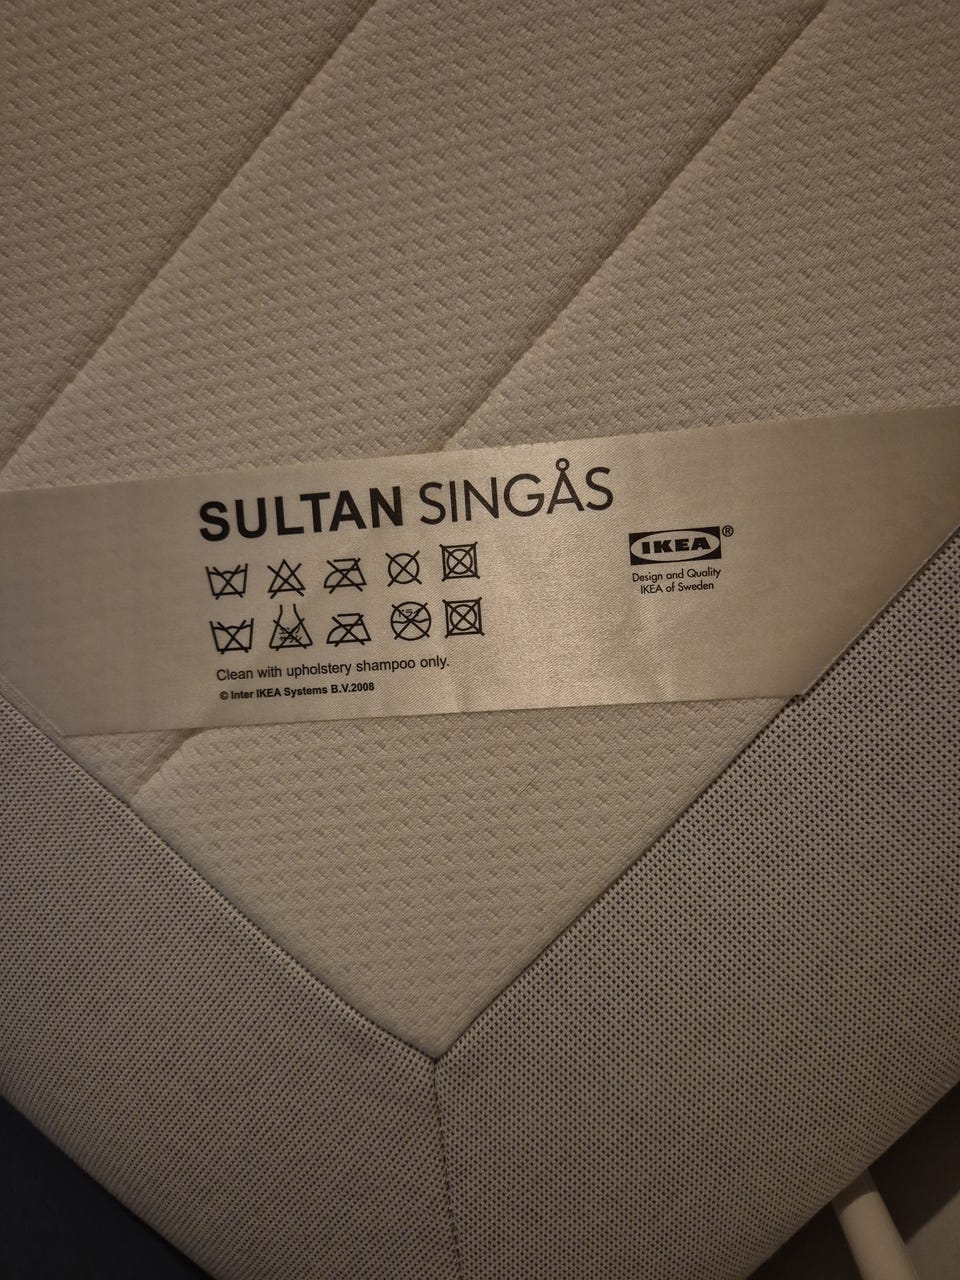 SULTAN SINGÅS
IKEA®
Design and Quality
IKEA of Sweden
Clean with upholstery shampoo only.
© Inter IKEA Systems B.V.2008